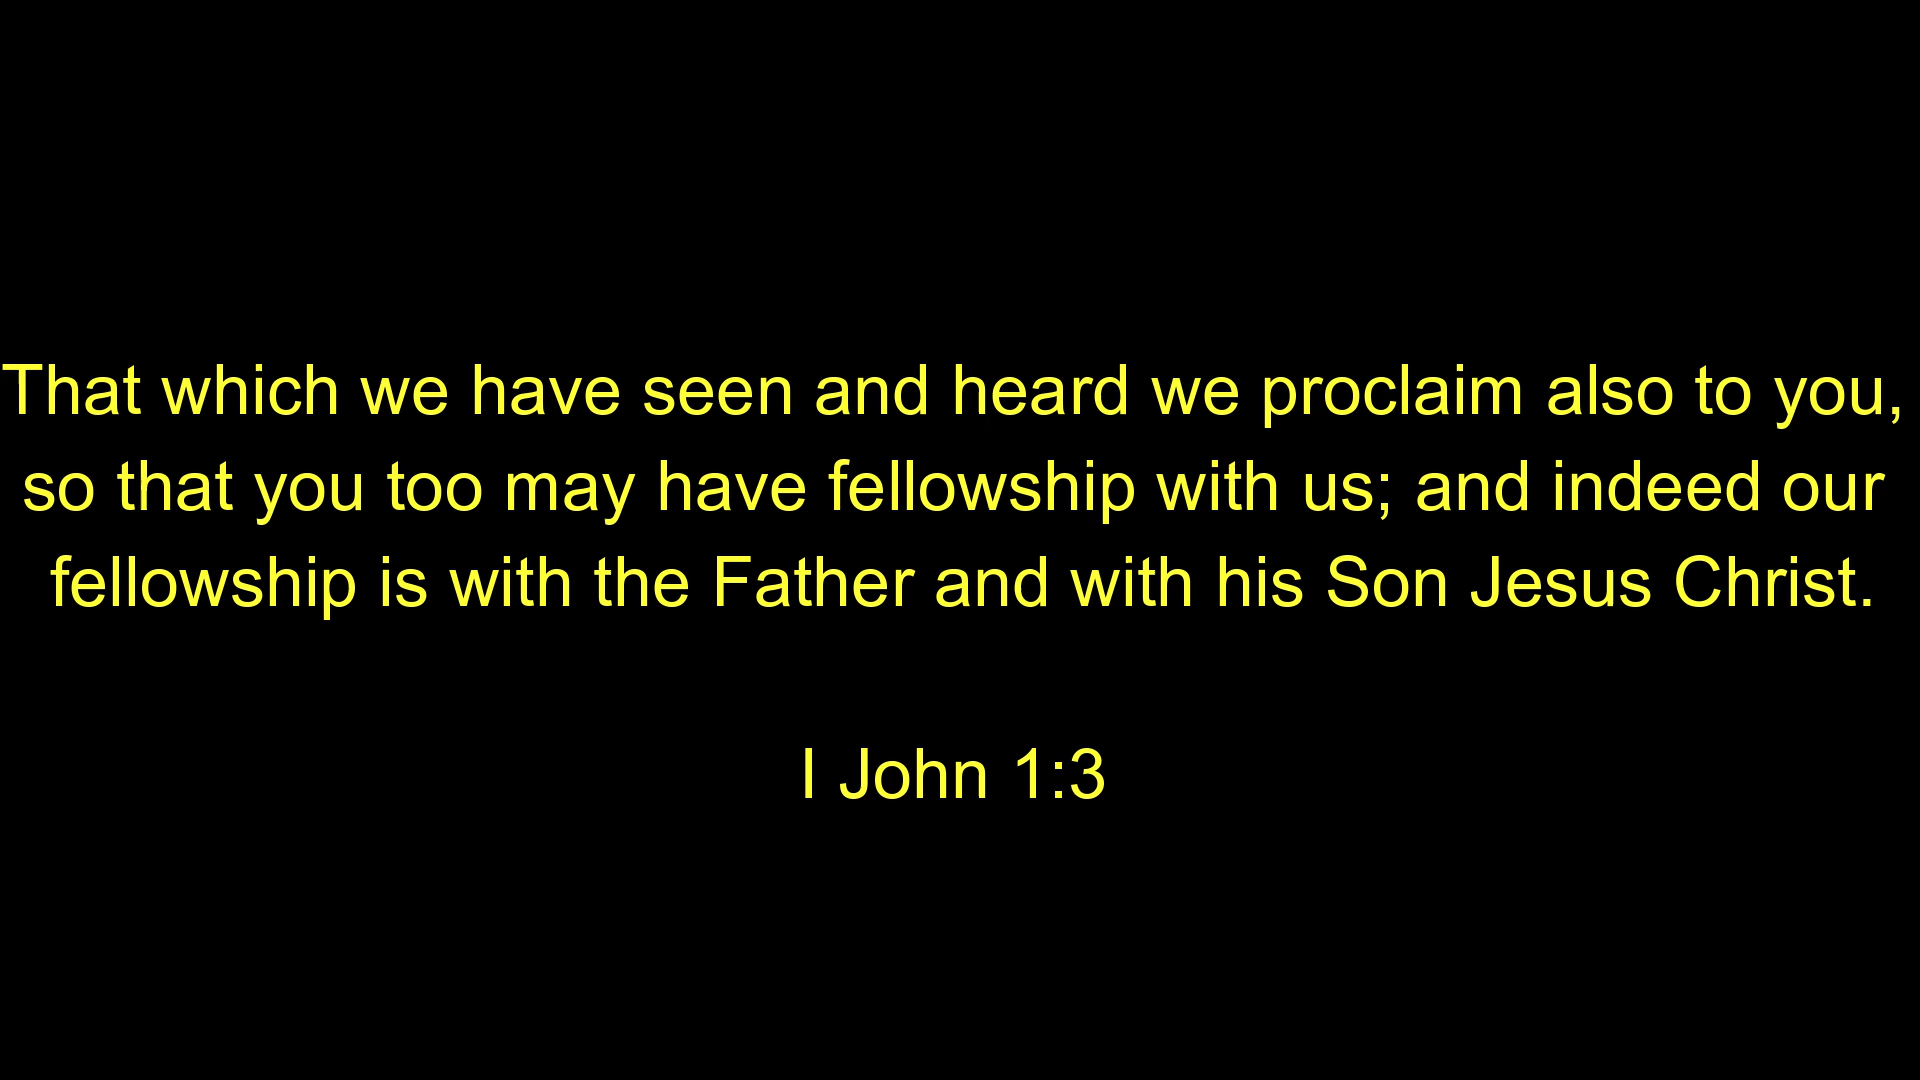 That which we have seen and heard we proclaim also to you,
so that you too may have fellowship with us; and indeed our
fellowship is with the Father and with his Son Jesus Christ.
I John 1:3